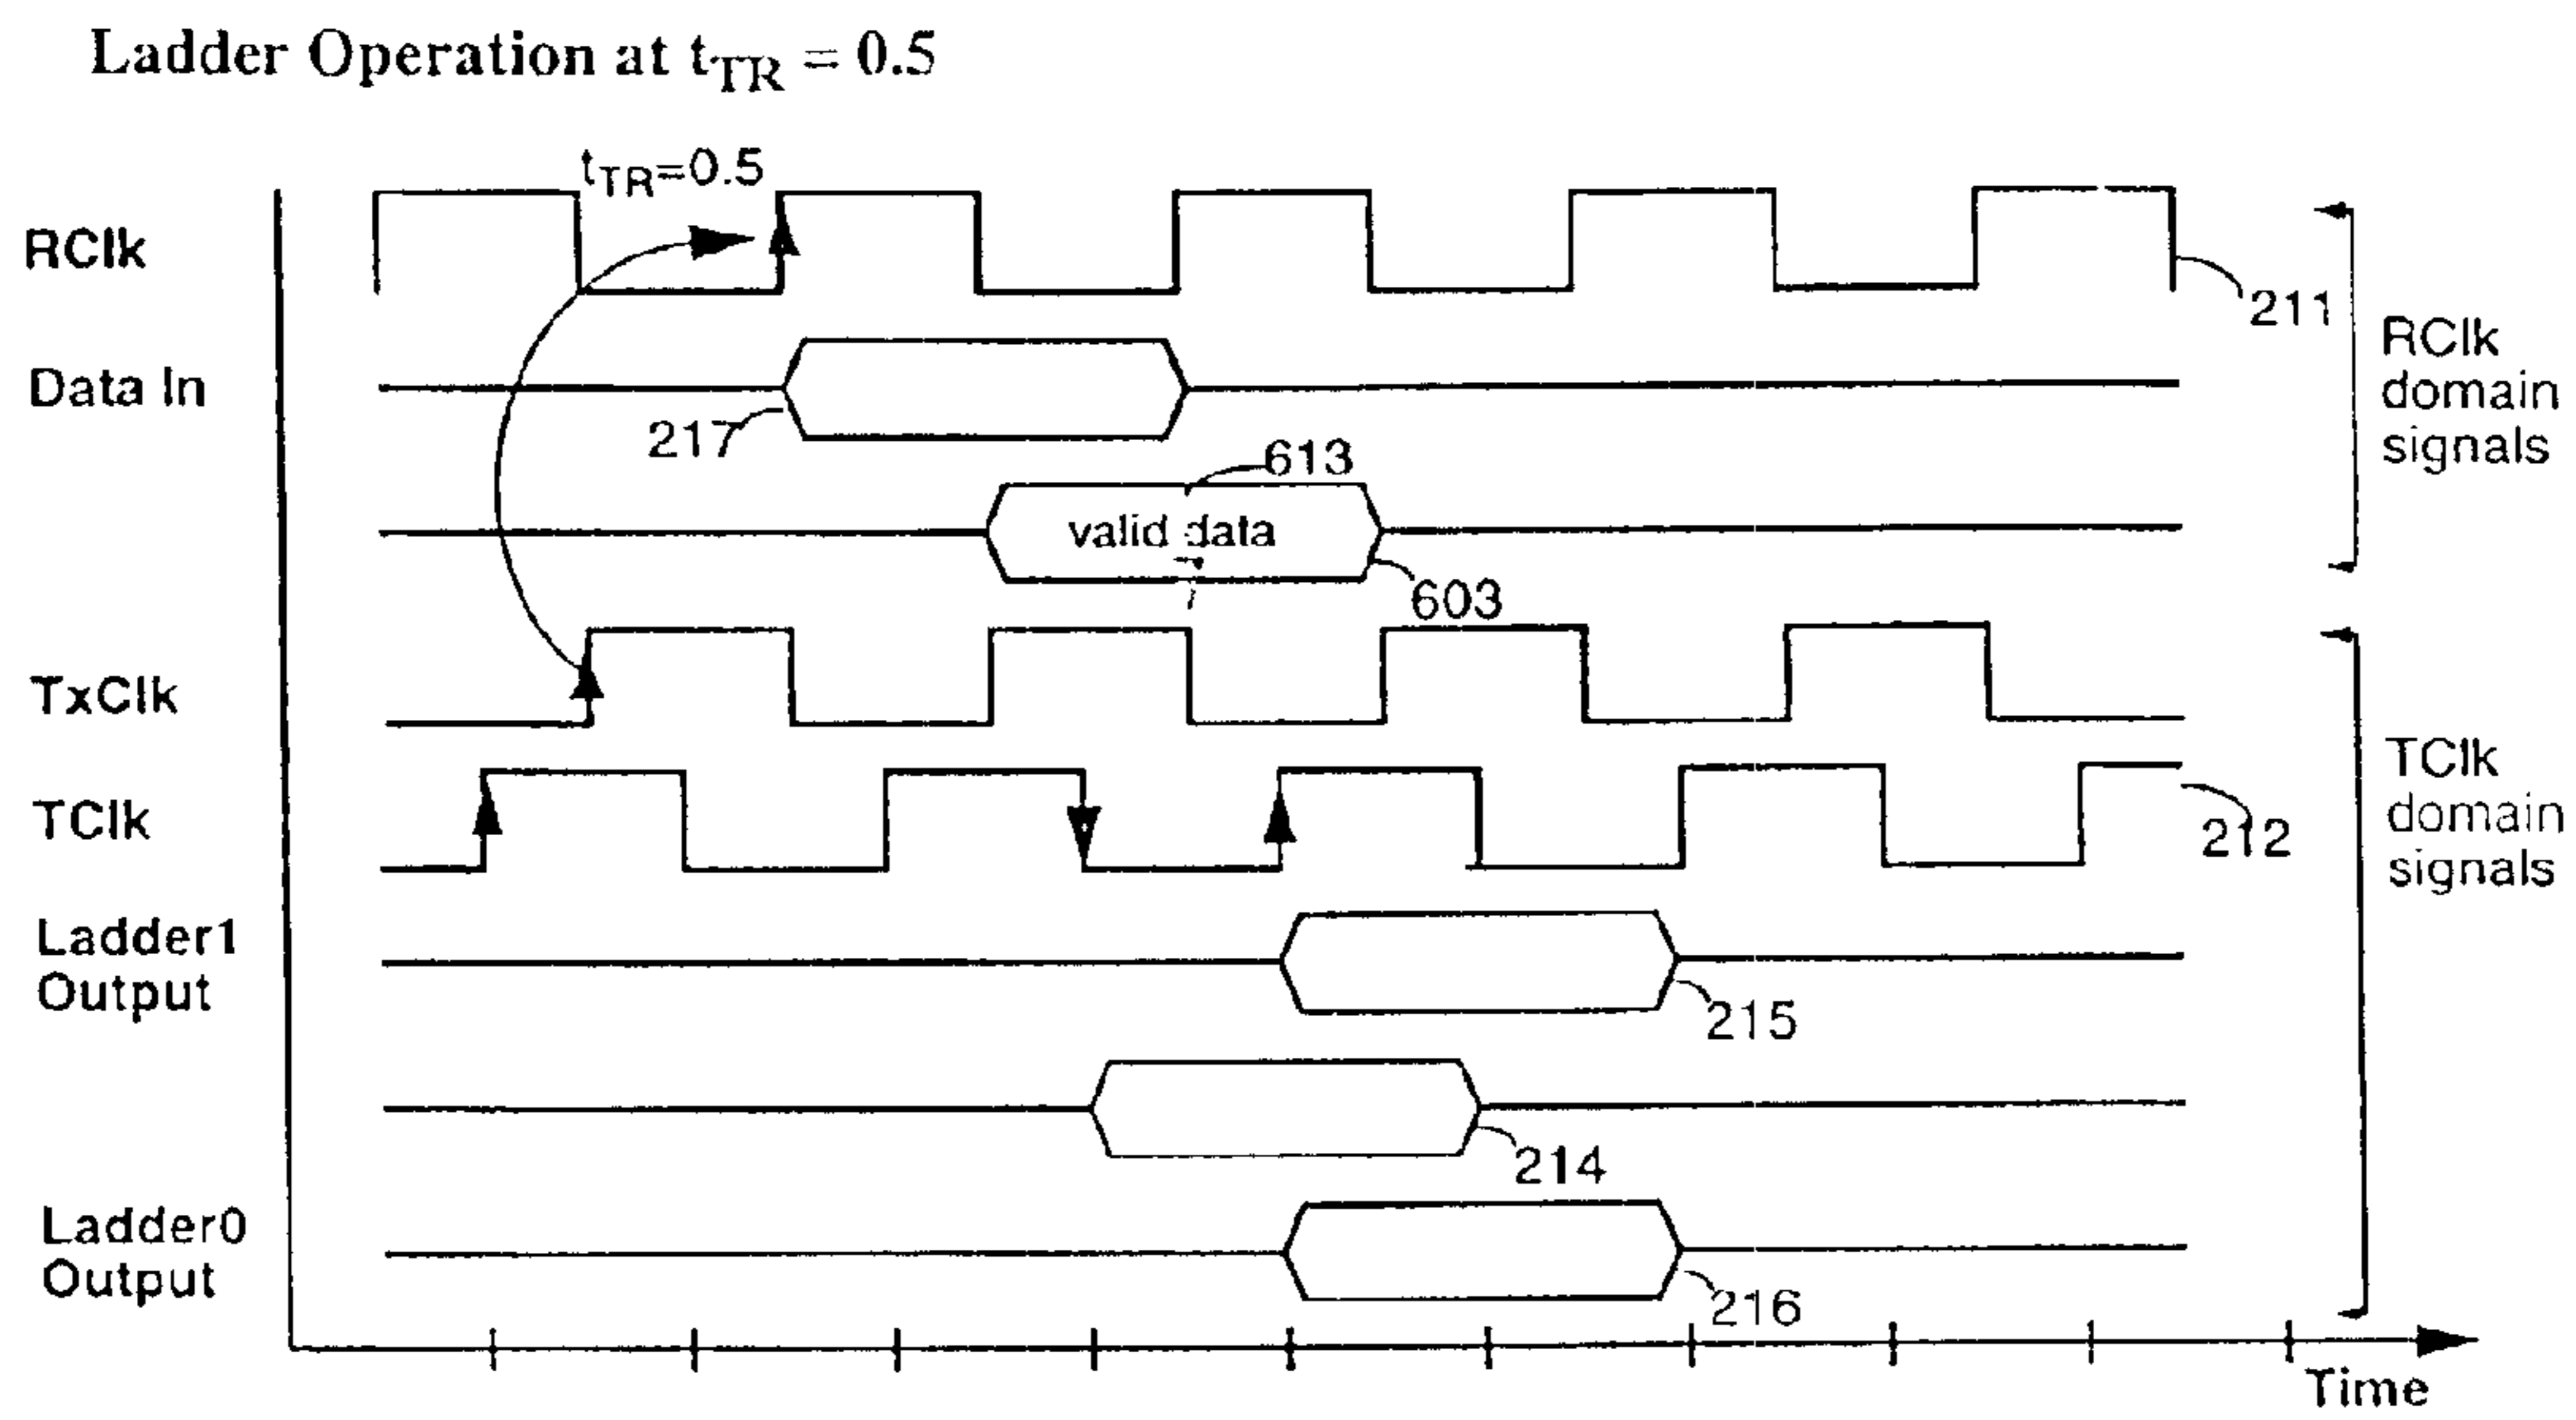 Ladder Operation at tTR = 0.5
tTR=0.5
RClk
211
Data In
217
RClk
domain
signals
613
valid data
603
TxClk
TClk
212
TClk
domain
signals
Ladder1
Output
215
214
Ladder0
Output
216
Time